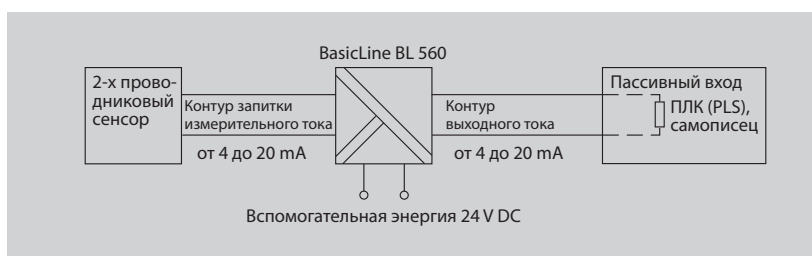 BasicLine BL 560
2-х прово-
дниковый
сенсор
Контур запитки
измерительного тока
от 4 до 20 mA
Контур
выходного тока
от 4 до 20 mA
Пассивный вход
ПЛК (PLS),
самописец
Вспомогательная энергия 24 V DC